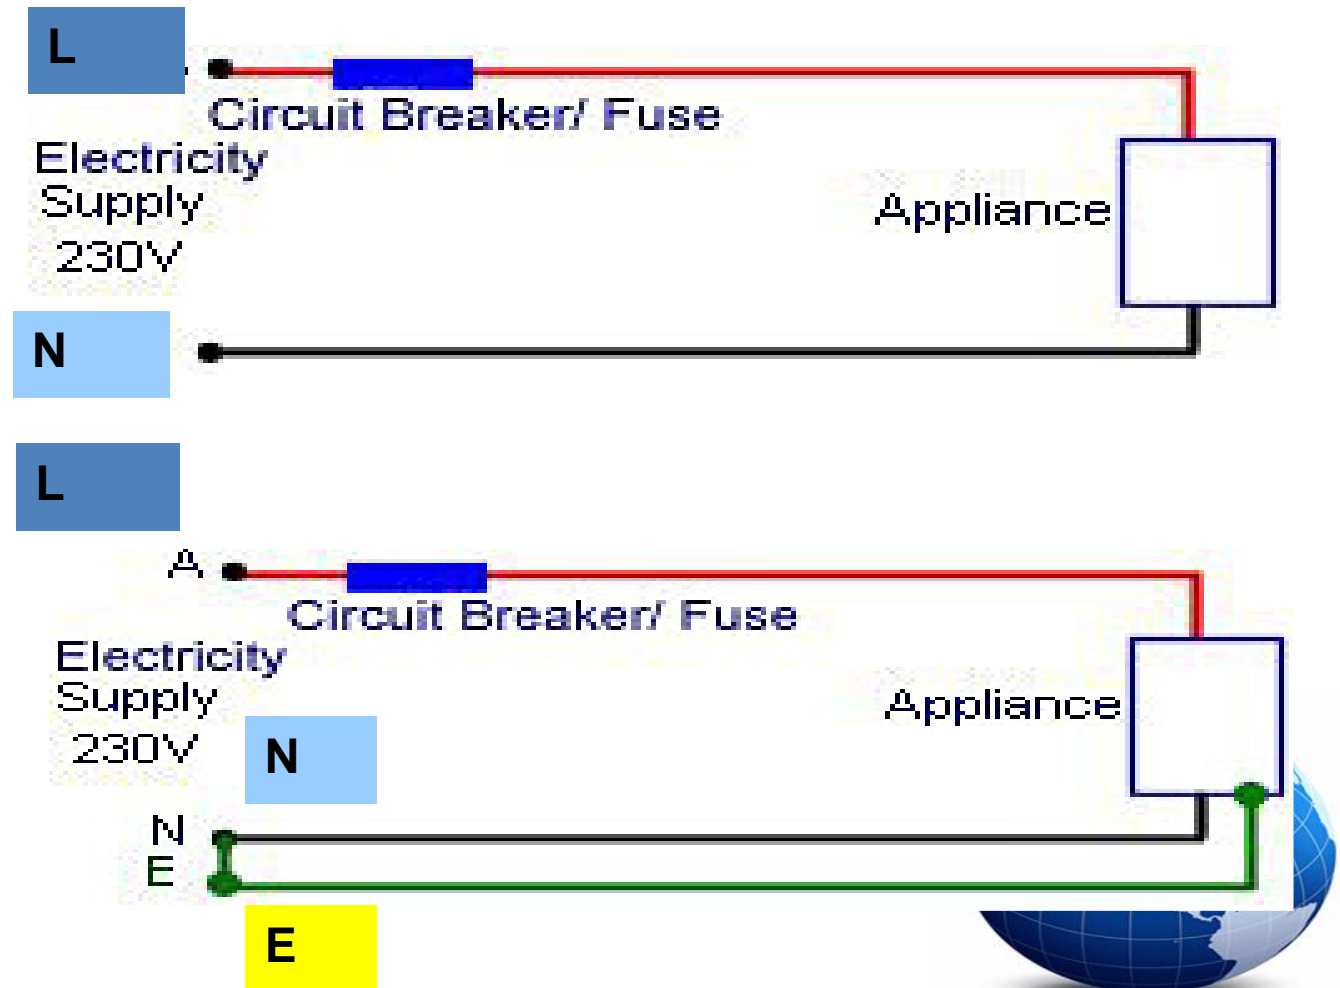 L
Circuit Breaker/ Fuse
Electricity
Supply
230V
Appliance
N
L
A
Circuit Breaker/ Fuse
Electricity
Supply
230V
Appliance
N
N
E
E